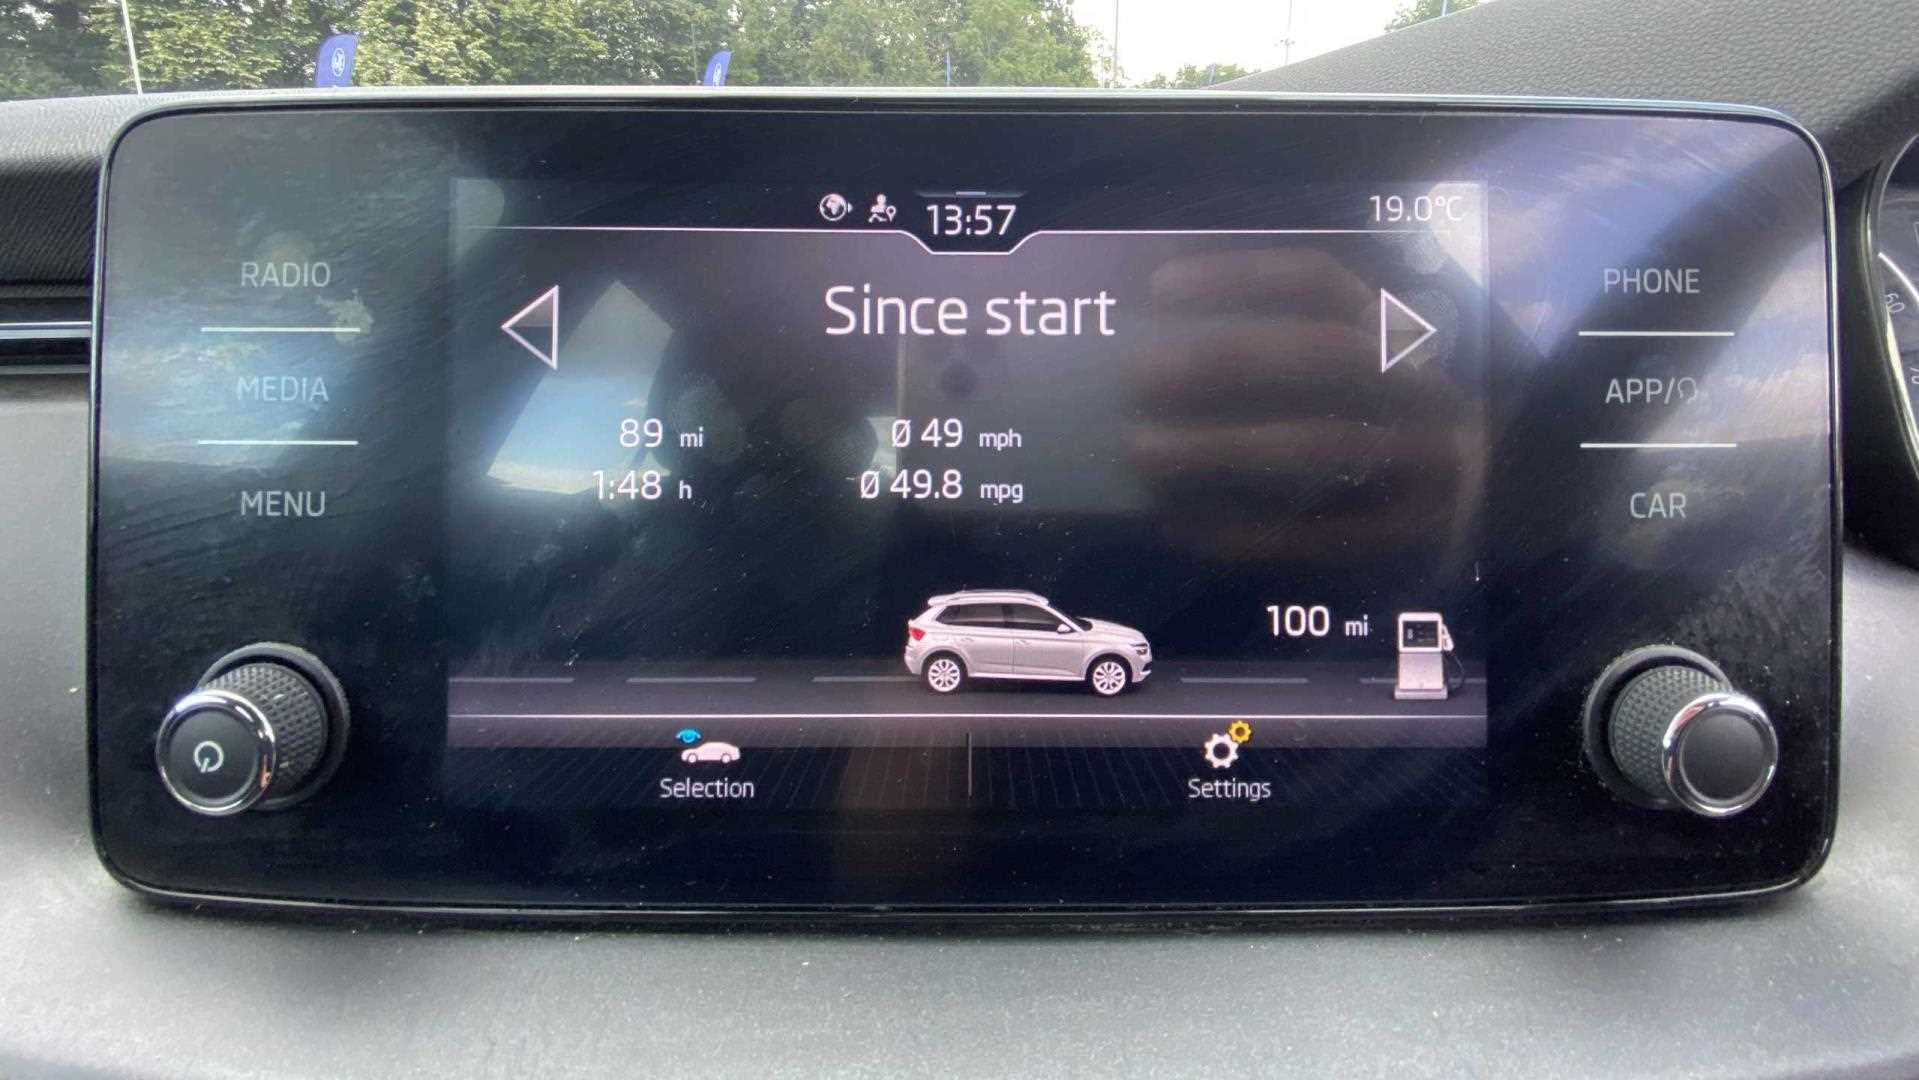 13:57
19.0°C
RADIO
MEDIA
MENU
Since start
89 mi
Ø 49 mph
1:48 h
Ø 49.8 mpg
100 mi
Selection
Settings
PHONE
APP/
CAR
60